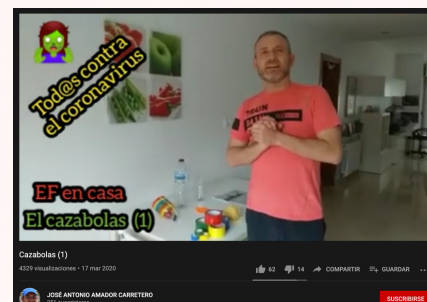 Tod@s contra
el coronavirus
EF en casa
El cazabolas (1)
Cazabolas (1)
4329 visualizaciones • 17 mar 2020
62
14
COMPARTIR
GUARDAR
JOSÉ ANTONIO AMADOR CARRETERO
SUSCRIBIRSE